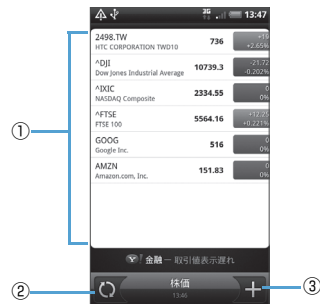 3G 13:47
2498.TW 736 +19
HTC CORPORATION TWD10 +2.65%
^DJI 10739.3 -21.72
Dow Jones Industrial Average -0.202%
^IXIC 2334.55 0
NASDAQ Composite 0%
^FTSE 5564.16 +12.25
FTSE 100 +0.221%
GOOG 516 0
Google Inc. 0%
AMZN 151.83 0
Amazon.com, Inc. 0%
①
Y! 金融 – 取引値表示遅れ
② 株価 ③
13:46